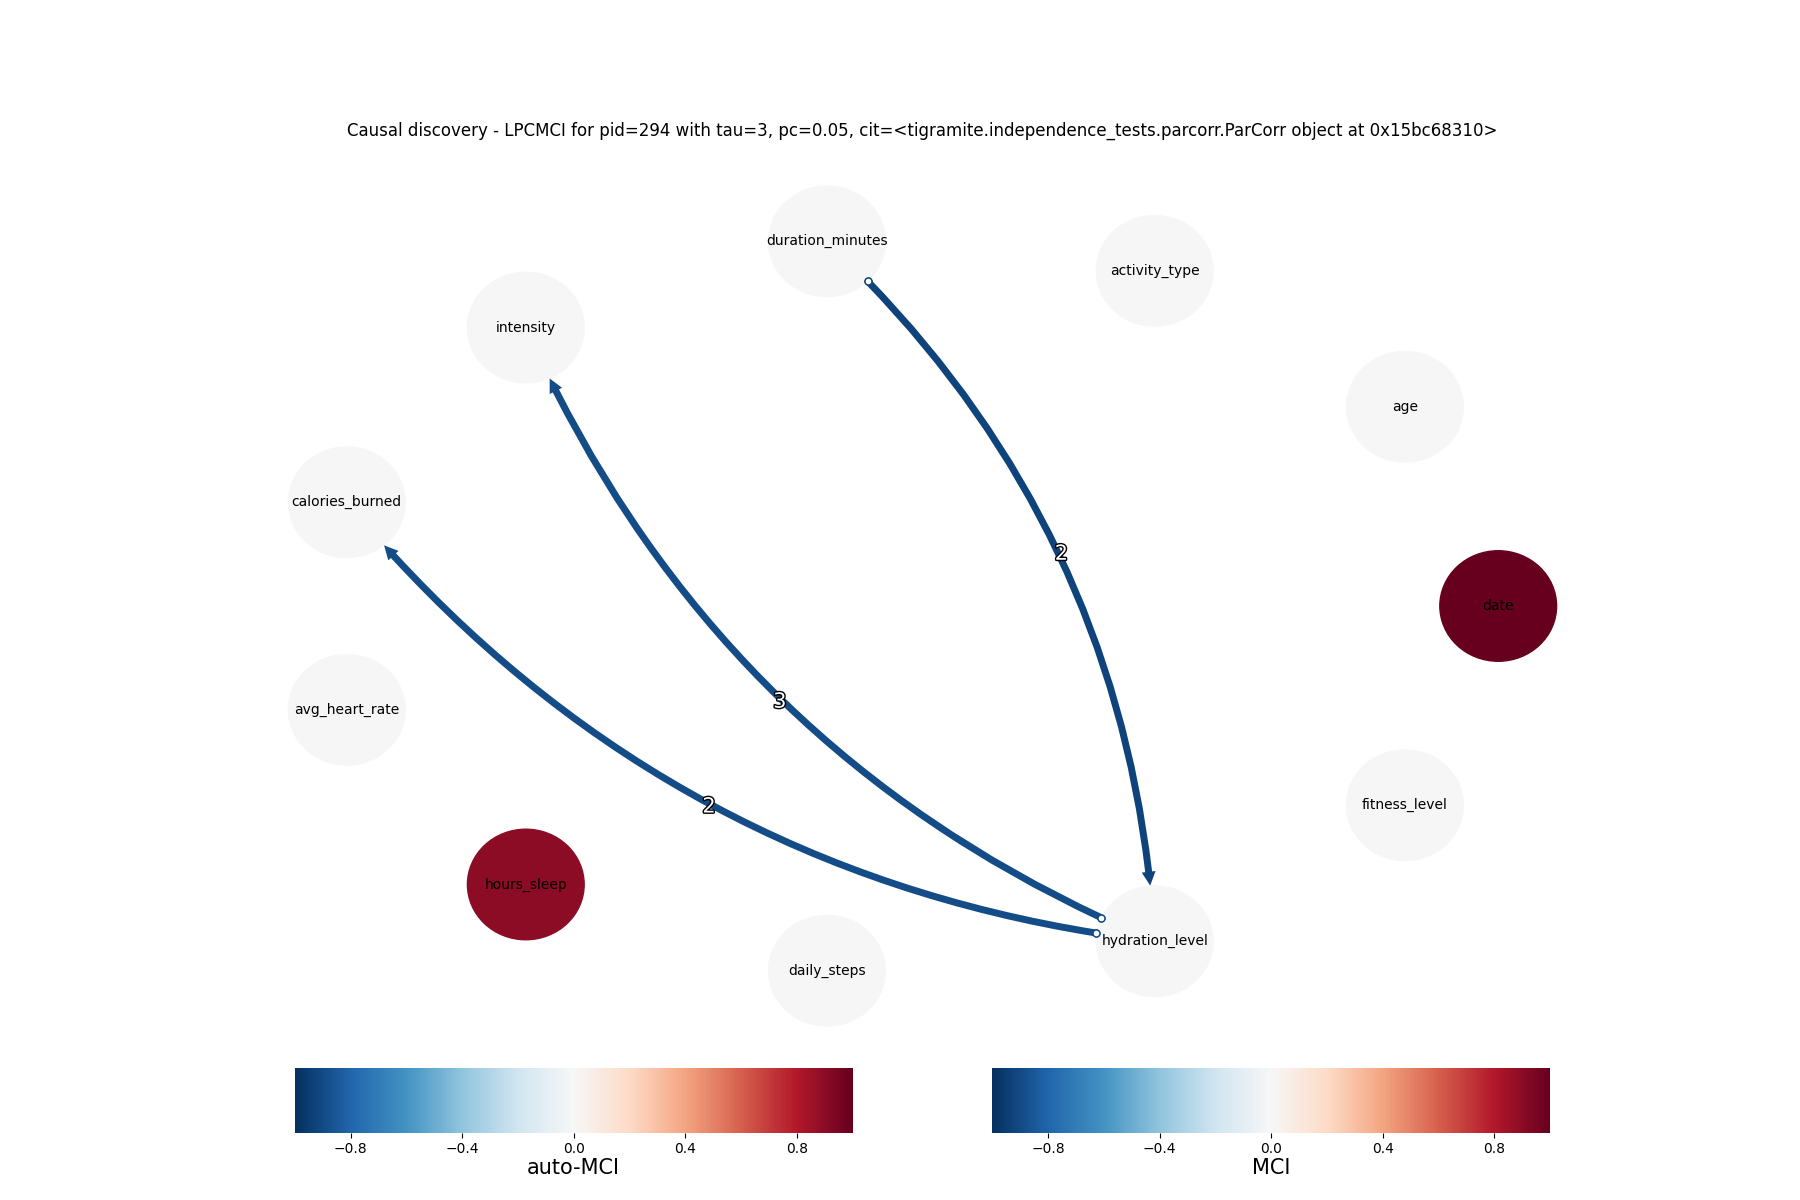 Causal discovery - LPCMCI for pid=294 with tau=3, pc=0.05, cit=<tigramite.independence_tests.parcorr.ParCorr object at 0x15bc68310>
duration_minutes
activity_type
intensity
age
calories_burned
2
date
3
avg_heart_rate
2
fitness_level
hours_sleep
hydration_level
daily_steps
−0.8 −0.4 0.0 0.4 0.8
auto-MCI
−0.8 −0.4 0.0 0.4 0.8
MCI